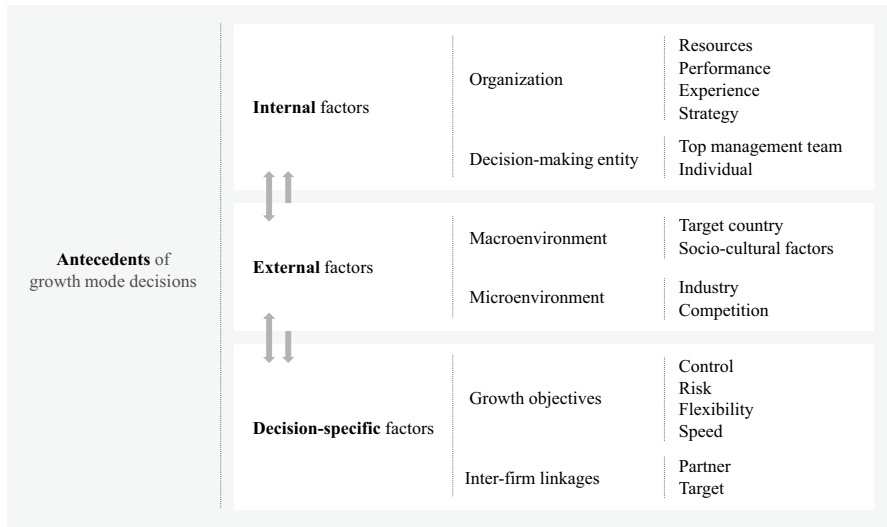 Antecedents of
growth mode decisions
Internal factors
Organization
Resources
Performance
Experience
Strategy
Decision-making entity
Top management team
Individual
External factors
Macroenvironment
Target country
Socio-cultural factors
Microenvironment
Industry
Competition
Decision-specific factors
Growth objectives
Control
Risk
Flexibility
Speed
Inter-firm linkages
Partner
Target